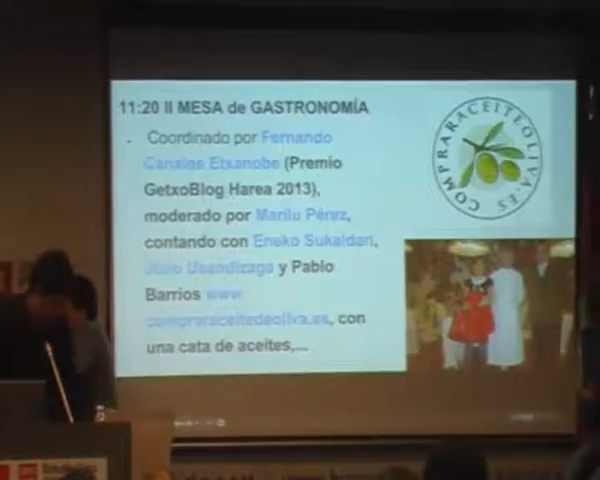 11:20 II MESA de GASTRONOMÍA
. Coordinado por Fernando
Canales Etxanobe (Premio
GetxoBlog Harea 2013),
moderado por Marilu Pérez,
contando con Eneko Sukaldari,
Julio Usandizaga y Pablo
Barrios www.
compraraceitedeoliva.es, con
una cata de aceites,...
COMPRARACEITEOLIVA.ES